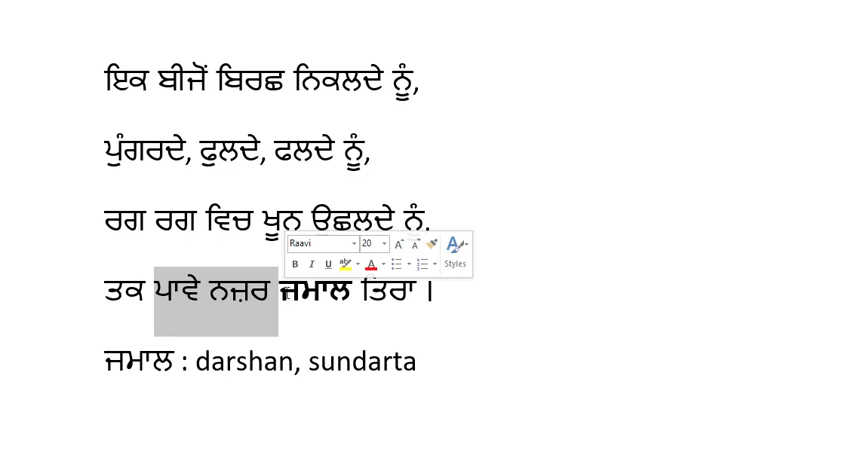 ਇਕ ਬੀਜੋਂ ਬਿਰਛ ਨਿਕਲਦੇ ਨੂੰ,
ਪੁੰਗਰਦੇ, ਫੁਲਦੇ, ਫਲਦੇ ਨੂੰ,
ਰਗ ਰਗ ਵਿਚ ਖੂਨ ਉਛਲਦੇ ਨੂੰ.
Raavi 20
B I U A Styles
ਤਕ ਪਾਵੇ ਨਜ਼ਰ ਜਮਾਲ ਤਿਰਾ ।
ਜਮਾਲ : darshan, sundarta